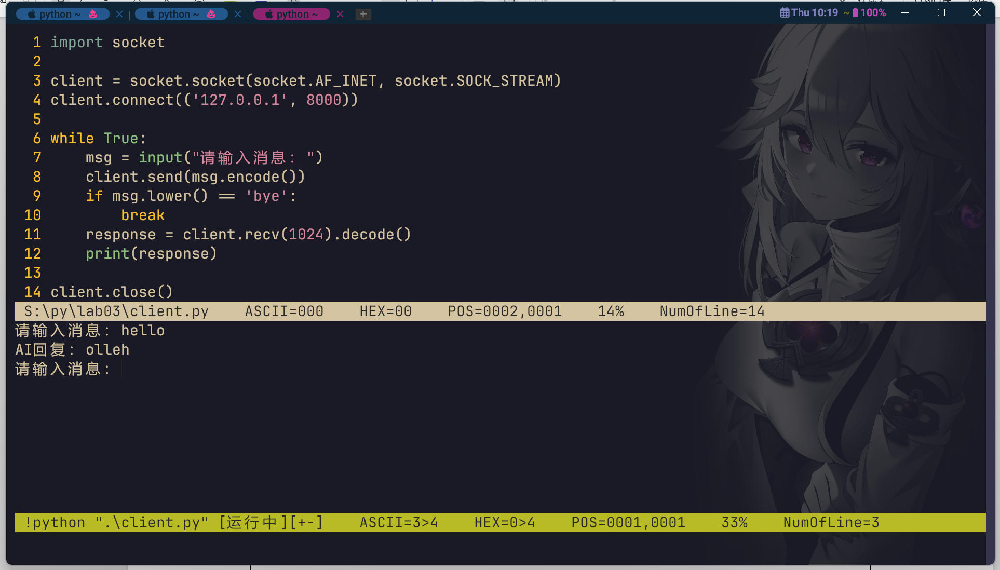 python ~ python ~ python ~ + Thu 10:19 ~ 100%
1 import socket
2
3 client = socket.socket(socket.AF_INET, socket.SOCK_STREAM)
4 client.connect(('127.0.0.1', 8000))
5
6 while True:
7     msg = input("请输入消息：")
8     client.send(msg.encode())
9     if msg.lower() == 'bye':
10         break
11     response = client.recv(1024).decode()
12     print(response)
13
14 client.close()
S:\py\lab03\client.py ASCII=000 HEX=00 POS=0002,0001 14% NumOfLine=14
请输入消息：hello
AI回复：olleh
请输入消息：
!python ".\client.py" [运行中][+-] ASCII=3>4 HEX=0>4 POS=0001,0001 33% NumOfLine=3